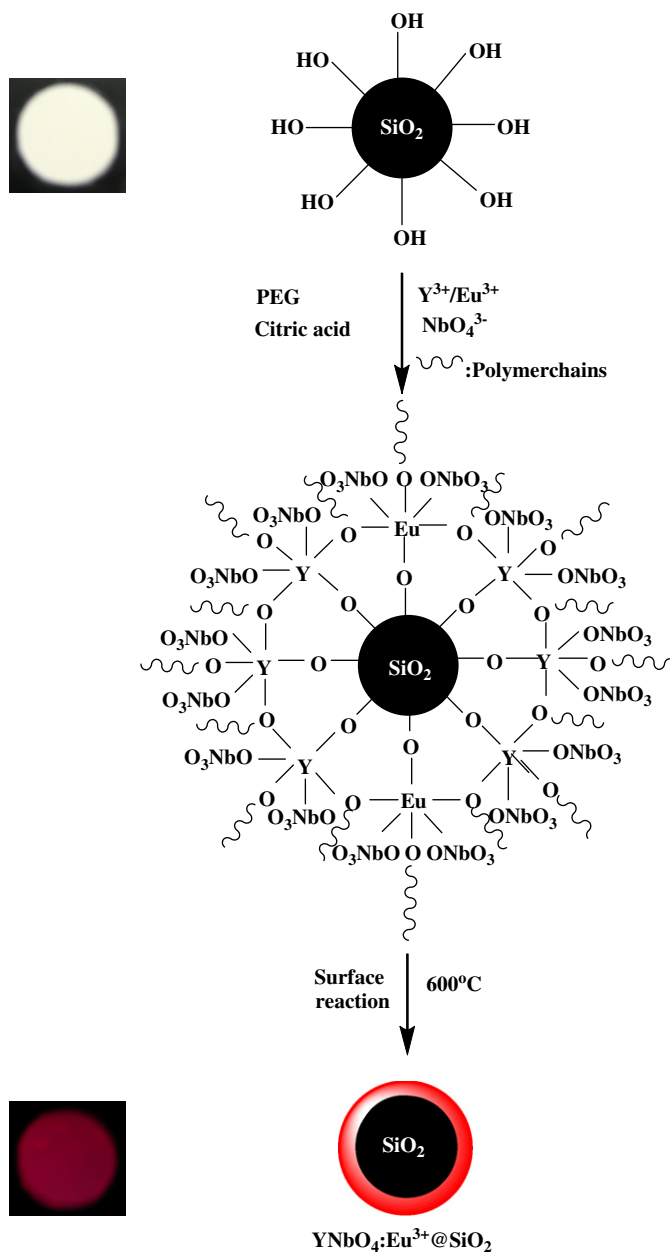 OH
HO OH
HO SiO₂ OH
HO OH
OH
PEG Y³⁺/Eu³⁺
Citric acid NbO₄³⁻
:Polymerchains
O₃NbO O ONbO₃
O₃NbO O Eu O ONbO₃
O O
O₃NbO Y O Y ONbO₃
O O O O
O₃NbO ONbO₃
O Y O SiO₂ O Y O
O₃NbO ONbO₃
O O O O
O₃NbO Y O Y ONbO₃
O O Eu O O
O₃NbO ONbO₃
O₃NbO O ONbO₃
Surface 600°C
reaction
SiO₂
YNbO₄:Eu³⁺@SiO₂